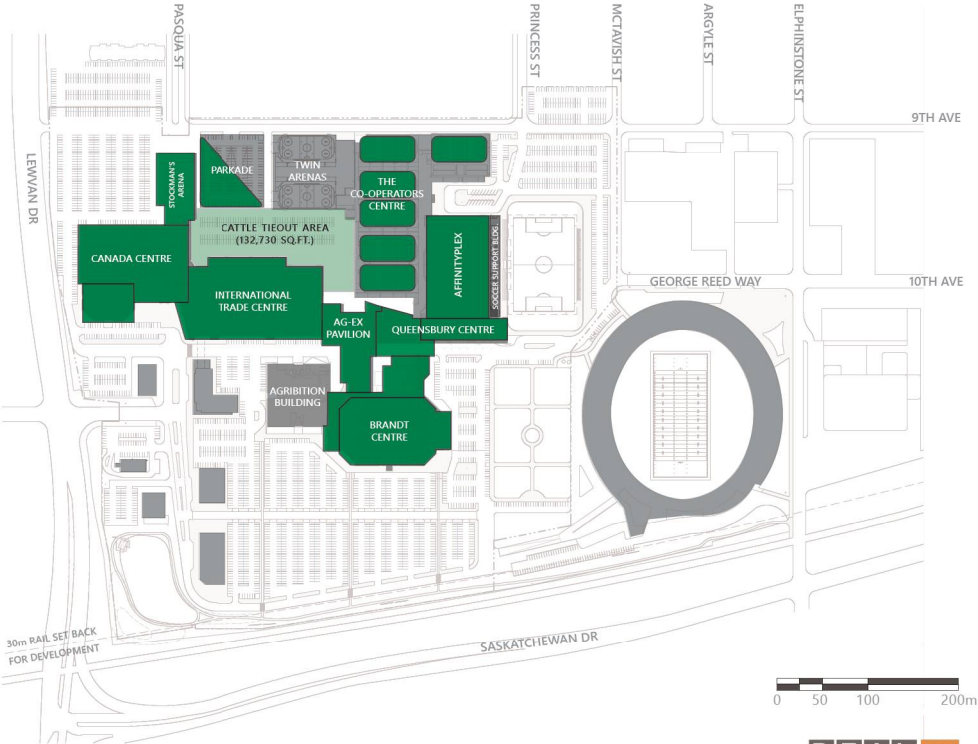 PASQUA ST
PRINCESS ST
MCTAVISH ST
ARGYLE ST
ELPHINSTONE ST
9TH AVE
LEWVAN DR
STOCKMAN'S
ARENA
PARKADE
TWIN
ARENAS
THE
CO-OPERATORS
CENTRE
CATTLE TIEOUT AREA
(132,730 SQ.FT.)
CANADA CENTRE
AFFINITYPLEX
SOCCER SUPPORT BLDG.
GEORGE REED WAY
10TH AVE
INTERNATIONAL
TRADE CENTRE
AG-EX
PAVILION
QUEENSBURY CENTRE
AGRIBITION
BUILDING
BRANDT
CENTRE
30m RAIL SET BACK
FOR DEVELOPMENT
SASKATCHEWAN DR
0 50 100 200m